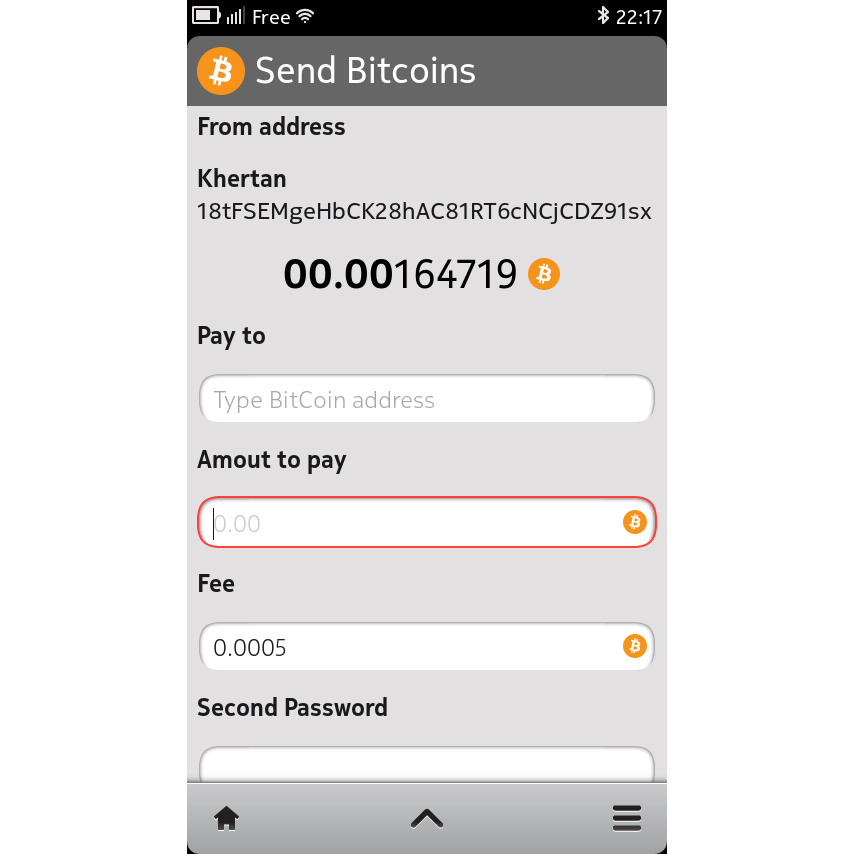 Free 22:17
Send Bitcoins
From address
Khertan
18tFSEMgeHbCK28hAC81RT6cNCjCDZ91sx
00.00164719
Pay to
Type BitCoin address
Amout to pay
0.00
Fee
0.0005
Second Password